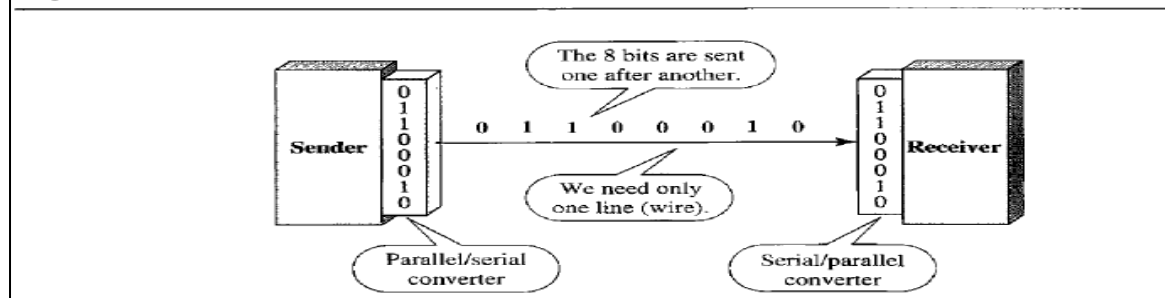 The 8 bits are sent
one after another.
0
1
1
0
0
0
1
0
Sender
0 1 1 0 0 0 1 0
0
1
1
0
0
0
1
0
Receiver
We need only
one line (wire).
Parallel/serial
converter
Serial/parallel
converter